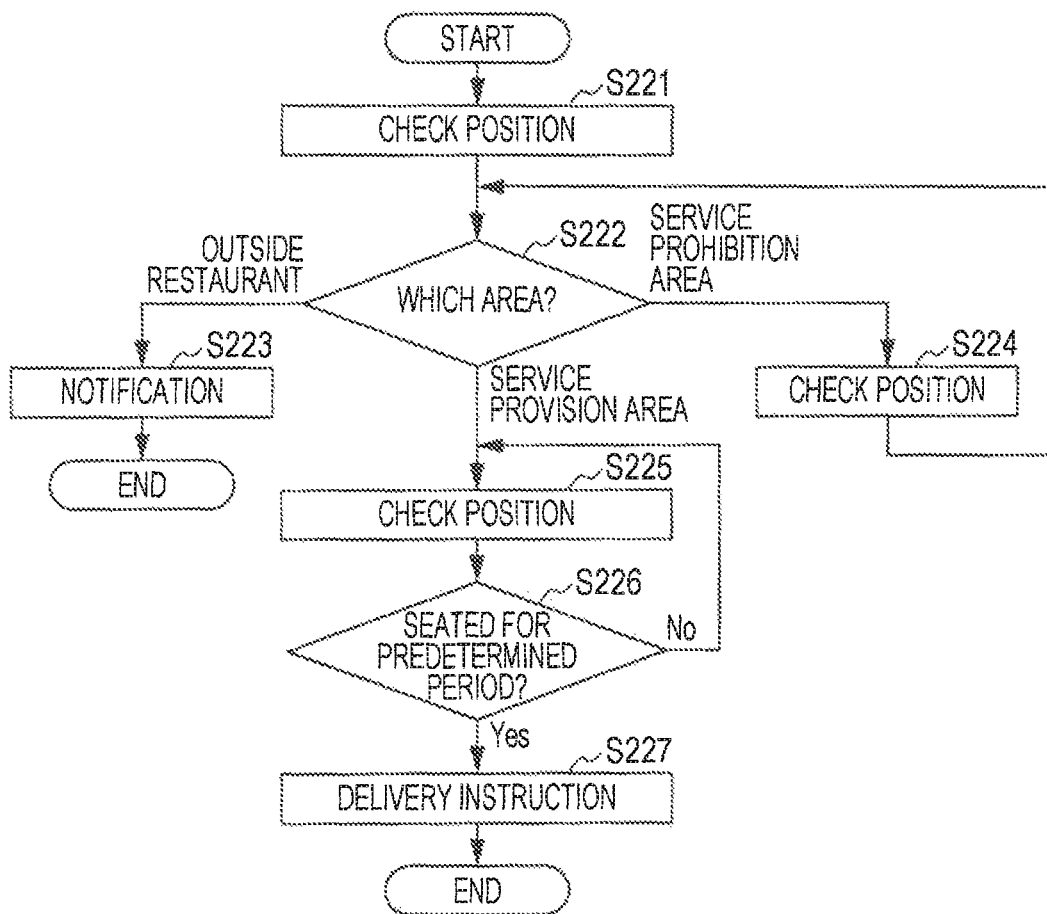 START
S221
CHECK POSITION
S222
OUTSIDE
RESTAURANT
SERVICE
PROHIBITION
AREA
WHICH AREA?
S223
NOTIFICATION
END
S224
CHECK POSITION
SERVICE
PROVISION AREA
S225
CHECK POSITION
S226
SEATED FOR
PREDETERMINED
PERIOD?
No
Yes
S227
DELIVERY INSTRUCTION
END